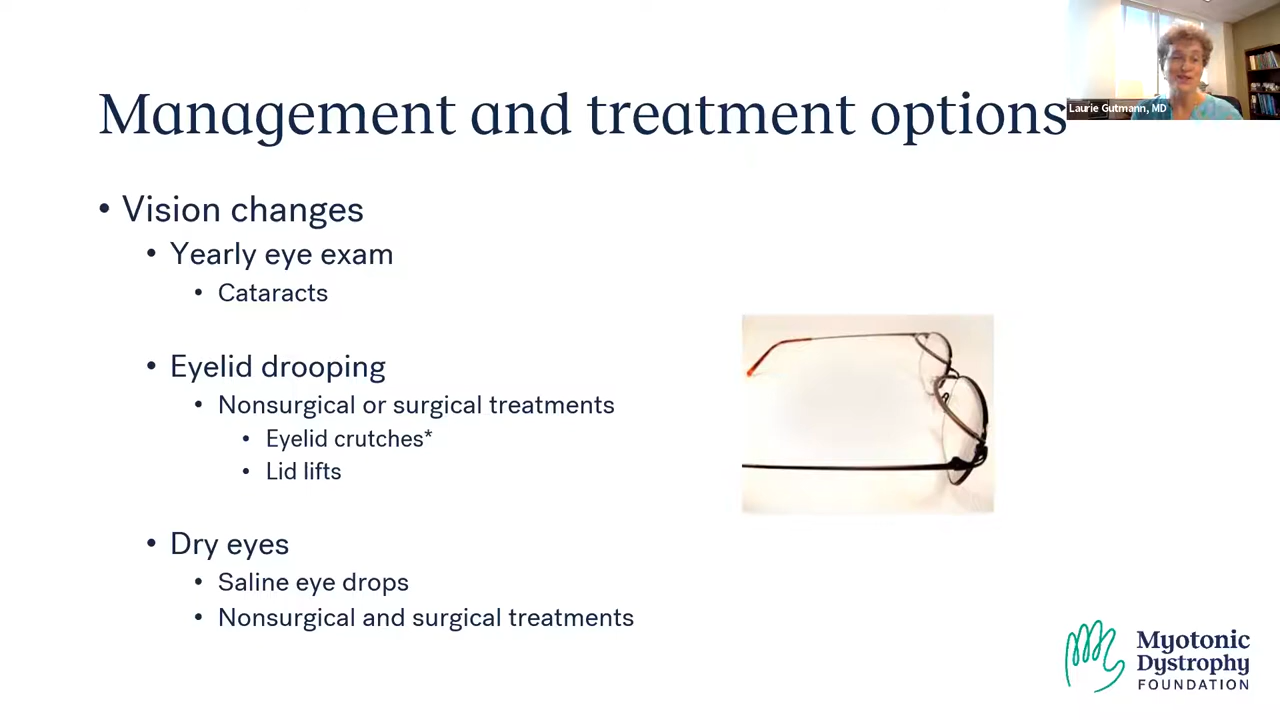 Laurie Gutmann, MD
Management and treatment options
• Vision changes
• Yearly eye exam
• Cataracts
• Eyelid drooping
• Nonsurgical or surgical treatments
• Eyelid crutches*
• Lid lifts
• Dry eyes
• Saline eye drops
• Nonsurgical and surgical treatments
Myotonic
Dystrophy
FOUNDATION